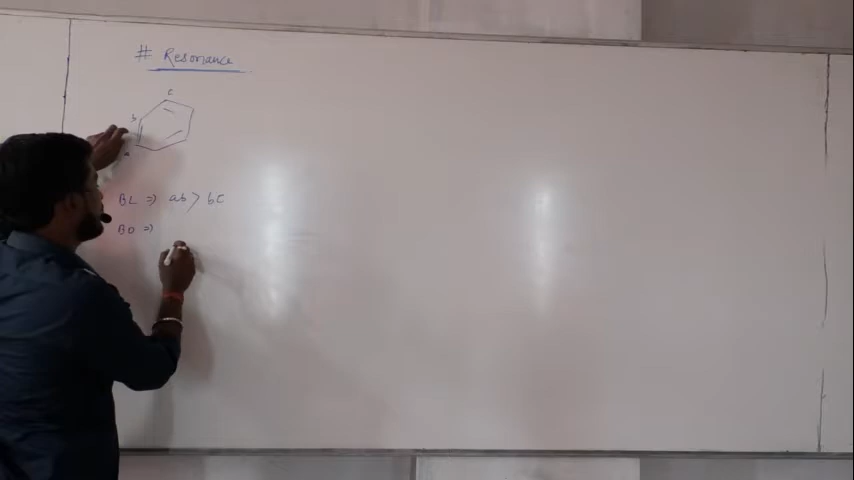 # Resonance
c
b
a
BL ⇒ ab > bc
BO ⇒